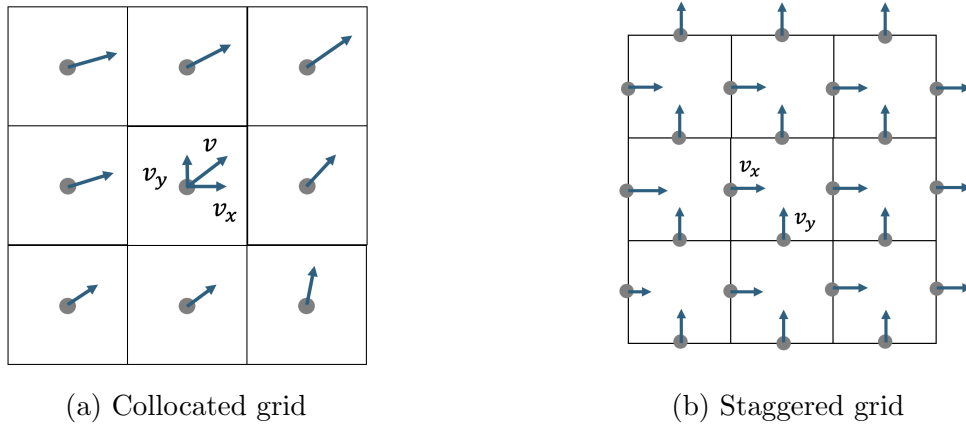 v
v_y
v_x
v_x
v_y
(a) Collocated grid
(b) Staggered grid